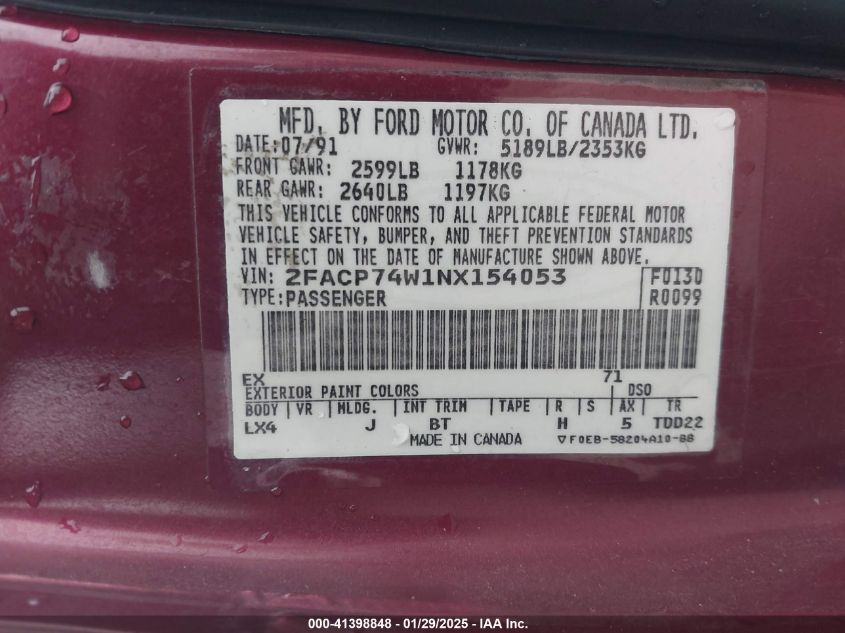 MFD. BY FORD MOTOR CO. OF CANADA LTD.
DATE: 07/91 GVWR: 5189LB/2353KG
FRONT GAWR: 2599LB 1178KG
REAR GAWR: 2640LB 1197KG
THIS VEHICLE CONFORMS TO ALL APPLICABLE FEDERAL MOTOR
VEHICLE SAFETY, BUMPER, AND THEFT PREVENTION STANDARDS
IN EFFECT ON THE DATE OF MANUFACTURE SHOWN ABOVE.
VIN: 2FACP74W1NX154053 F0130
TYPE: PASSENGER R0099
EX 71
EXTERIOR PAINT COLORS DSO
BODY VR MLDG. INT TRIM TAPE R S AX TR
LX4 J BT H 5 TDD22
MADE IN CANADA ▽F0EB-58204A10-BB
000-41398848 - 01/29/2025 - IAA, Inc.